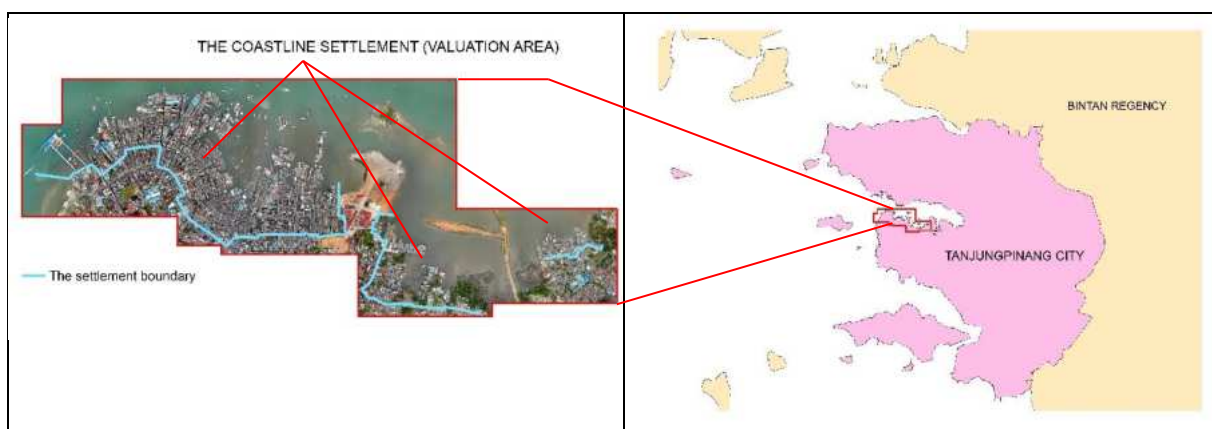 THE COASTLINE SETTLEMENT (VALUATION AREA)
The settlement boundary
BINTAN REGENCY
TANJUNGPINANG CITY